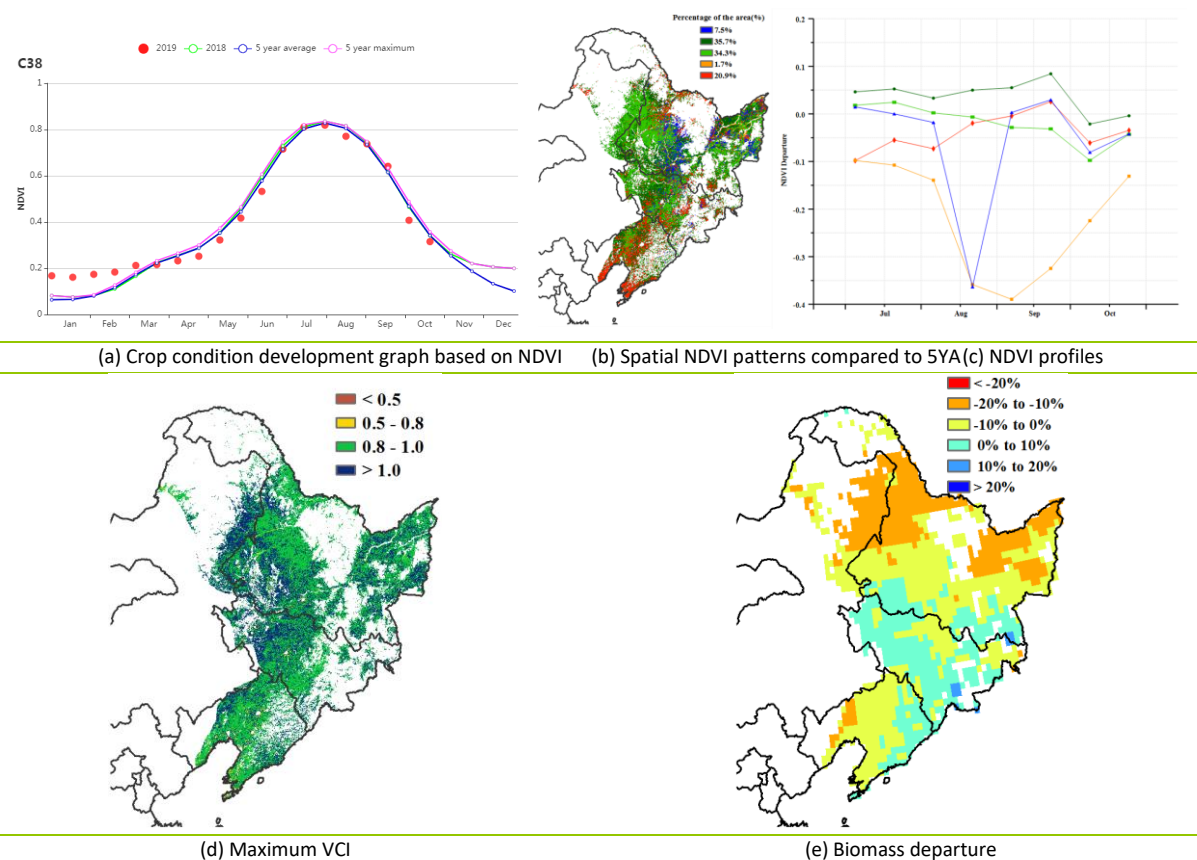 2019 2018 5 year average 5 year maximum
C38
NDVI
1
0.8
0.6
0.4
0.2
0
Jan Feb Mar Apr May Jun Jul Aug Sep Oct Nov Dec
Percentage of the area(%)
7.5%
35.7%
34.3%
1.7%
20.9%
NDVI Departure
0.2
0.1
0.0
-0.1
-0.2
-0.3
-0.4
Jul Aug Sep Oct
(a) Crop condition development graph based on NDVI (b) Spatial NDVI patterns compared to 5YA (c) NDVI profiles
< 0.5
0.5 - 0.8
0.8 - 1.0
> 1.0
< -20%
-20% to -10%
-10% to 0%
0% to 10%
10% to 20%
> 20%
(d) Maximum VCI (e) Biomass departure